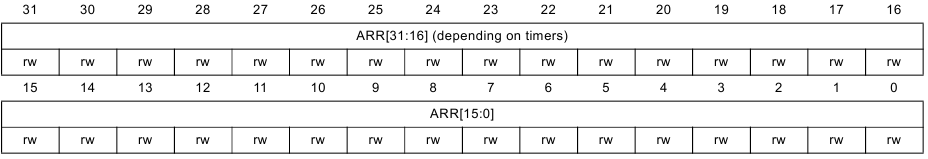 31 30 29 28 27 26 25 24 23 22 21 20 19 18 17 16
ARR[31:16] (depending on timers)
rw rw rw rw rw rw rw rw rw rw rw rw rw rw rw rw
15 14 13 12 11 10 9 8 7 6 5 4 3 2 1 0
ARR[15:0]
rw rw rw rw rw rw rw rw rw rw rw rw rw rw rw rw